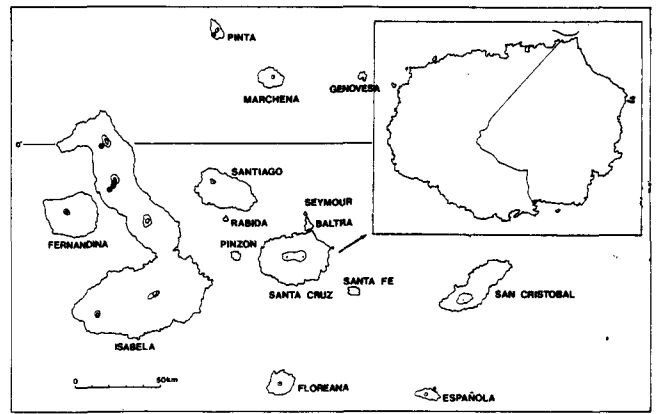 PINTA
MARCHENA
GENOVESA
0°
SANTIAGO
SEYMOUR
BALTRA
RABIDA
FERNANDINA
PINZON
SANTA CRUZ
SANTA FE
SAN CRISTOBAL
ISABELA
0 50km
FLOREANA
ESPAÑOLA